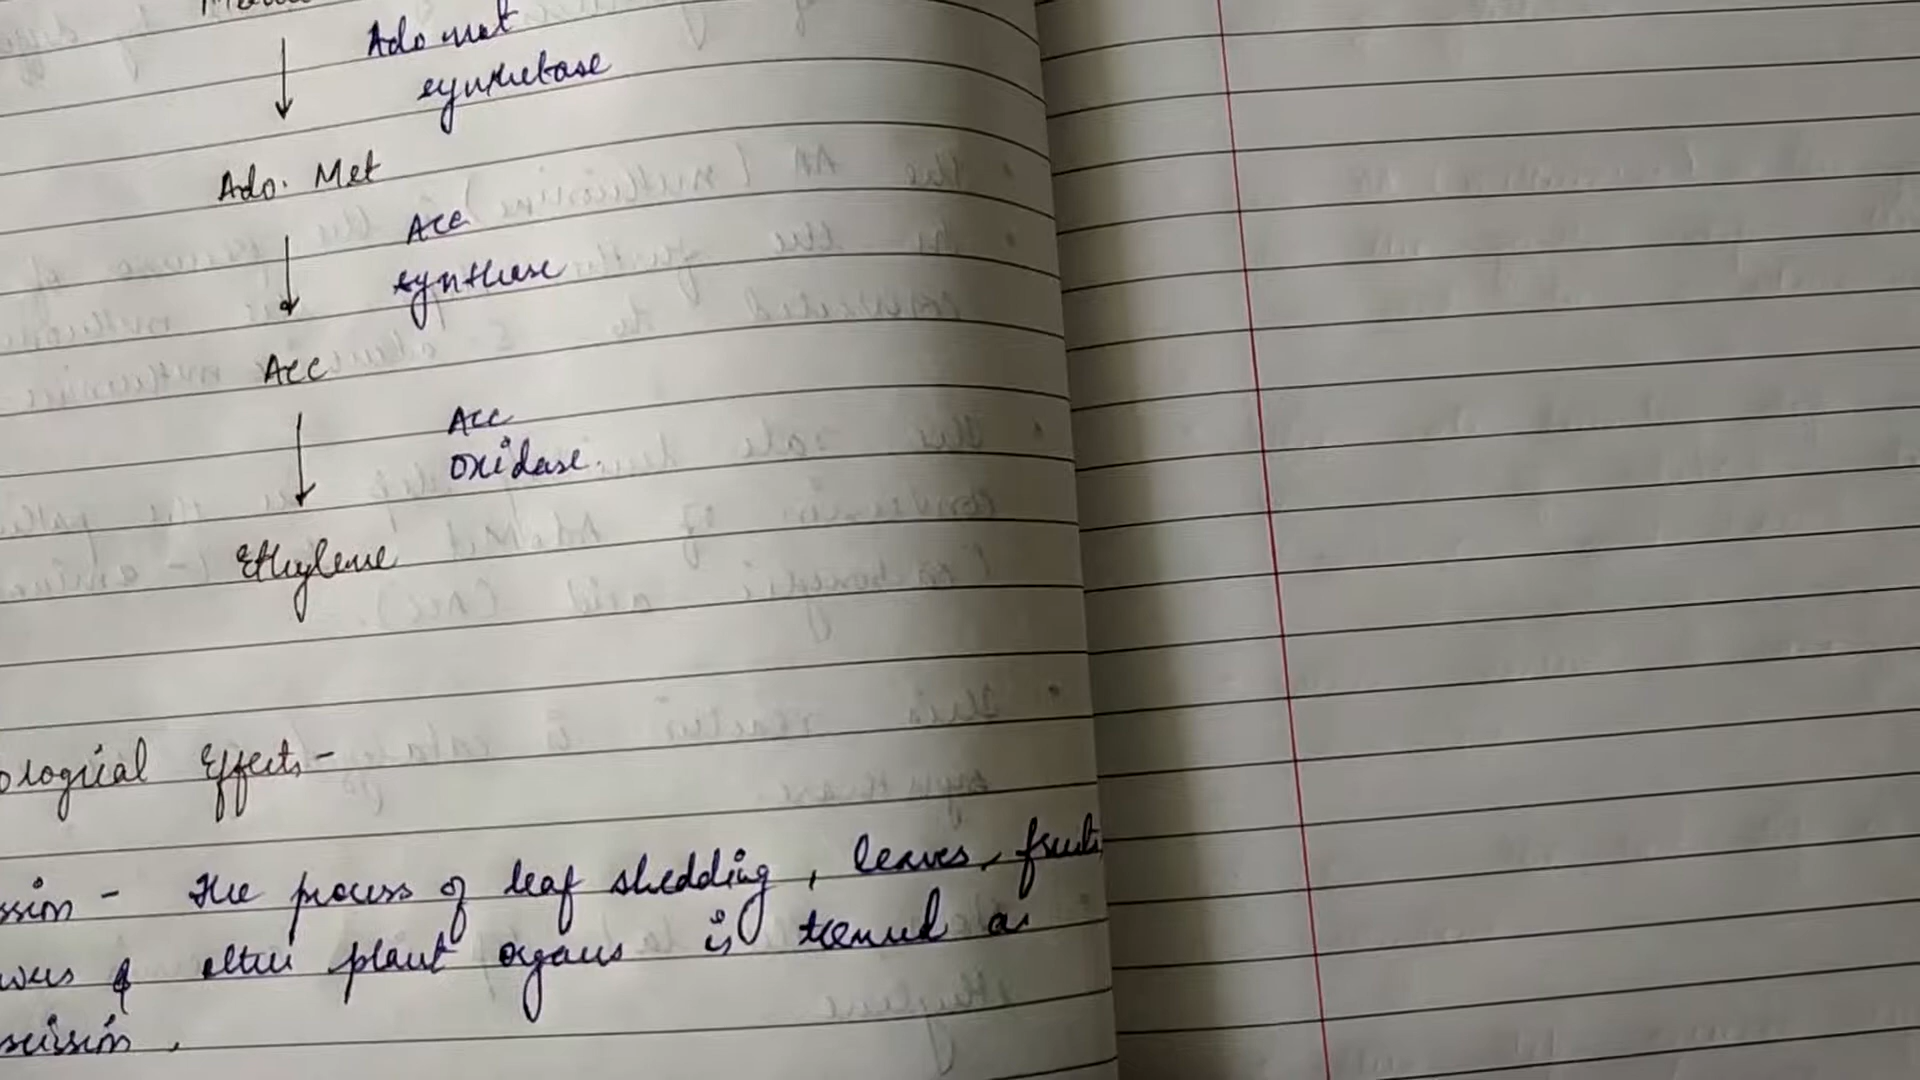 Ado met
synthetase
Ado. Met
Acc
synthase
Acc
Acc
oxidase.
Ethylene
ological Effects-
ssion - The process of leaf shedding, leaves, fruits
wers & other plant organs is termed as
scission.